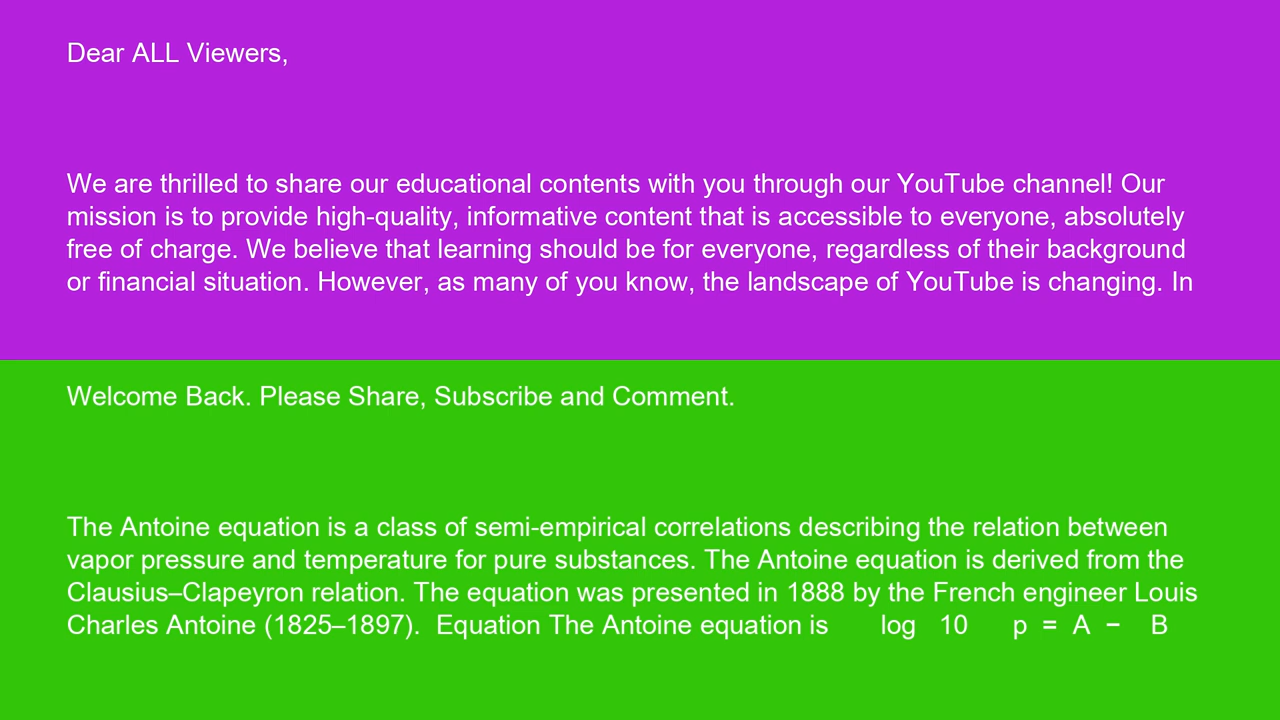 Dear ALL Viewers,
We are thrilled to share our educational contents with you through our YouTube channel! Our
mission is to provide high-quality, informative content that is accessible to everyone, absolutely
free of charge. We believe that learning should be for everyone, regardless of their background
or financial situation. However, as many of you know, the landscape of YouTube is changing. In
Welcome Back. Please Share, Subscribe and Comment.
The Antoine equation is a class of semi-empirical correlations describing the relation between
vapor pressure and temperature for pure substances. The Antoine equation is derived from the
Clausius–Clapeyron relation. The equation was presented in 1888 by the French engineer Louis
Charles Antoine (1825–1897).  Equation The Antoine equation is  log  10  p  =  A  −  B